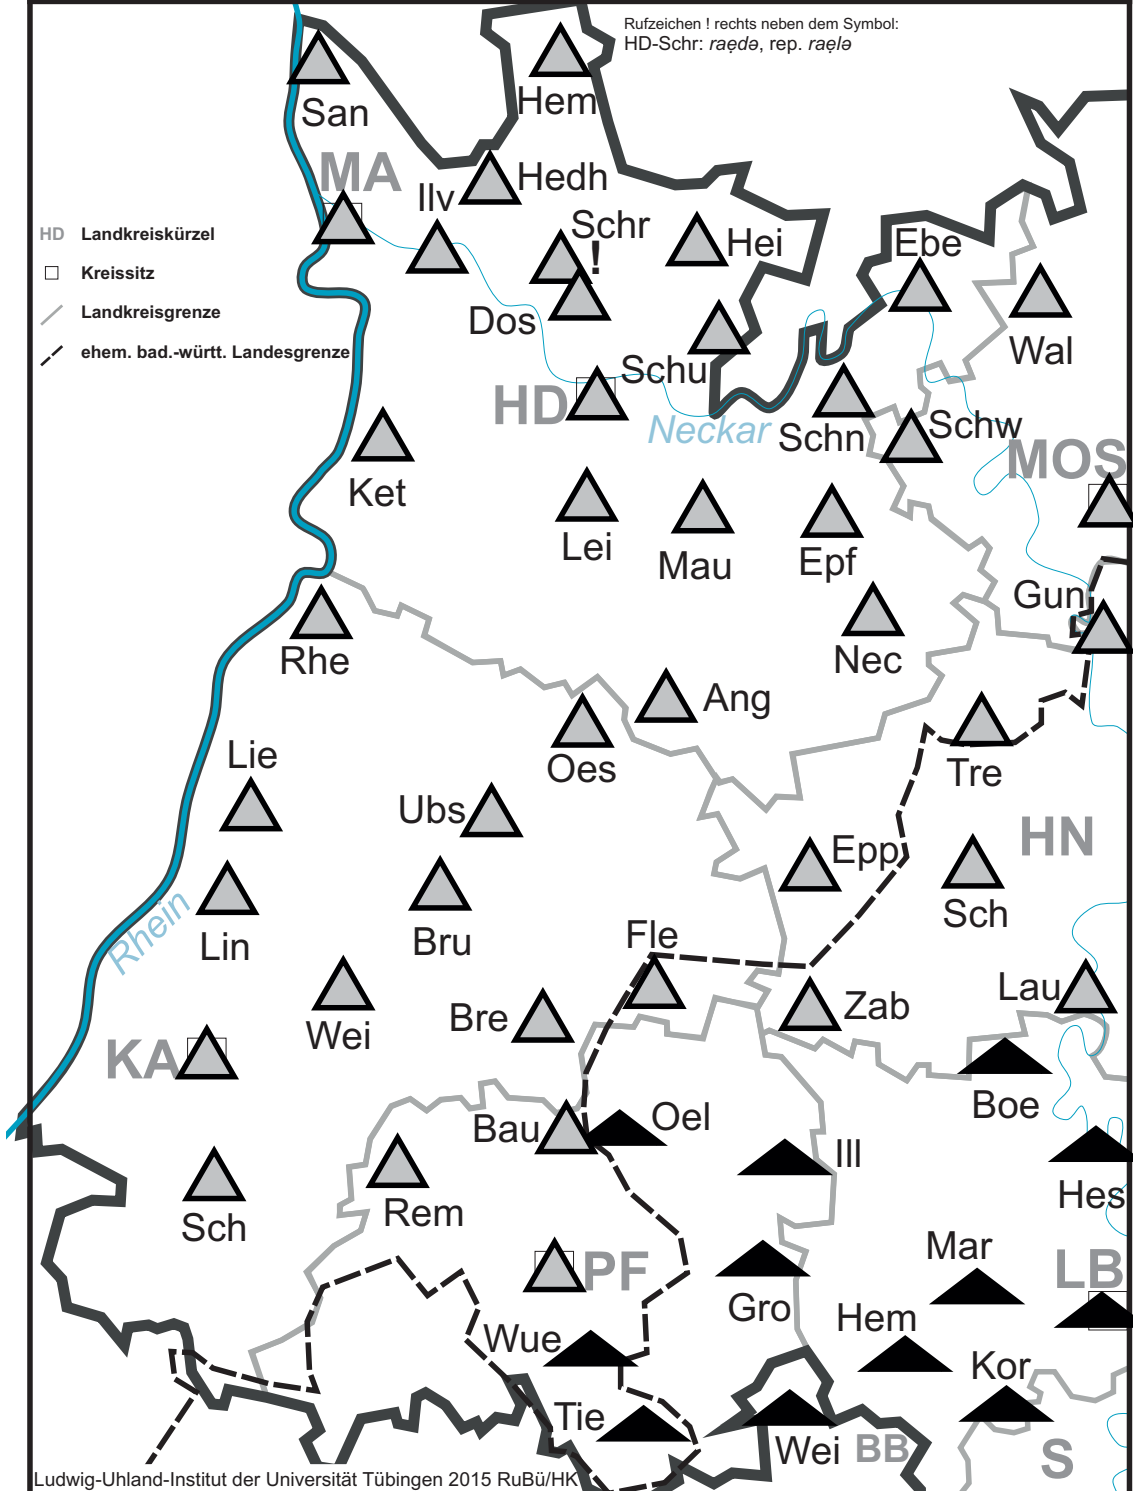 Rufzeichen ! rechts neben dem Symbol:
HD-Schr: raędə, rep. raęlə
San
Hem
MA
Ilv
Hedh
Schr
!
Hei
Ebe
HD Landkreiskürzel
Kreissitz
Landkreisgrenze
ehem. bad.-württ. Landesgrenze
Dos
Wal
Schu
HD
Neckar
Schn
Schw
MOS
Ket
Lei
Mau
Epf
Gun
Rhe
Nec
Ang
Lie
Oes
Tre
Ubs
HN
Epp
Rhein
Lin
Bru
Sch
Fle
Wei
Bre
Zab
Lau
KA
Boe
Bau
Oel
Ill
Rem
Sch
Hes
Mar
PF
LB
Gro
Hem
Wue
Kor
Tie
Wei
BB
S
Ludwig-Uhland-Institut der Universität Tübingen 2015 RuBü/HK